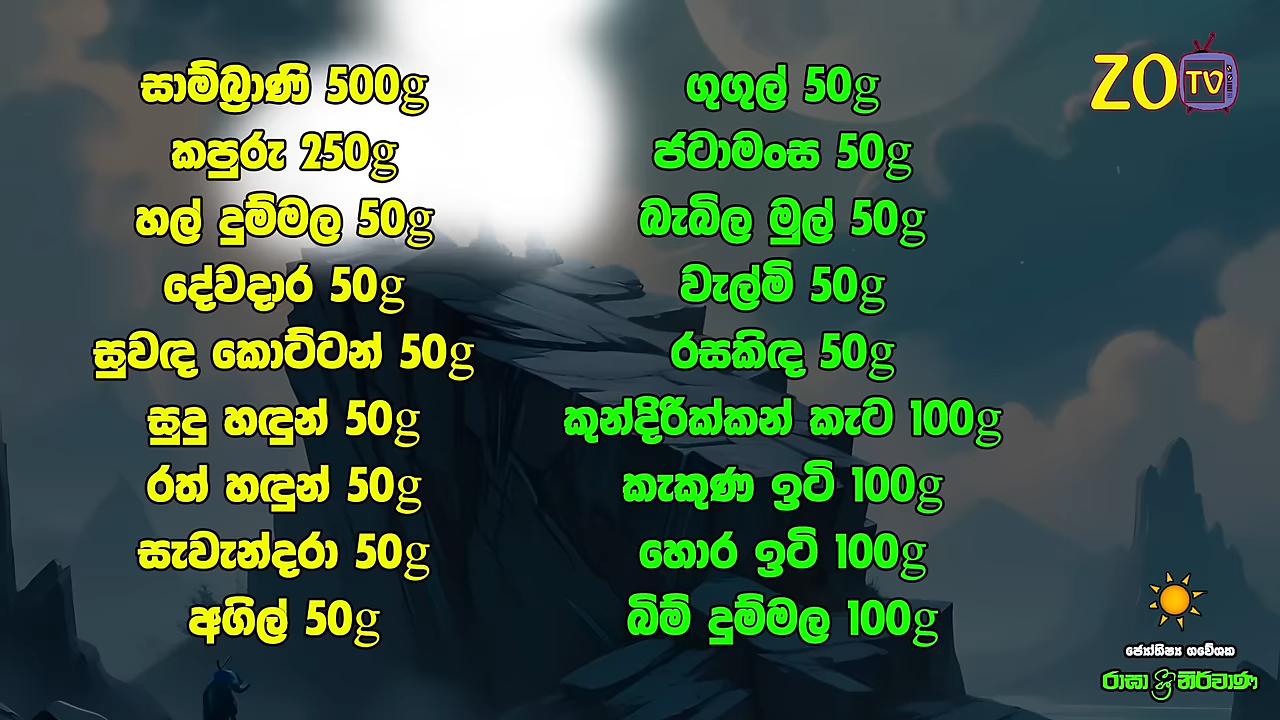 සාම්බ්‍රාණි 500g
කපුරු 250g
හල් දුම්මල 50g
දේවදාර 50g
සුවඳ කොට්ටන් 50g
සුදු හඳුන් 50g
රත් හඳුන් 50g
සැවැන්දරා 50g
අගිල් 50g
ගුගුල් 50g
ජටාමංස 50g
බැබිල මුල් 50g
වැල්මි 50g
රසකිඳ 50g
කුන්දිරික්කන් කැට 100g
කැකුණ ඉටි 100g
හොර ඉටි 100g
බිම් දුම්මල 100g
ZO TV
ජ්‍යෝතිෂ්‍ය ගවේශක
රාඝා ශ්‍රී නිර්වාණ